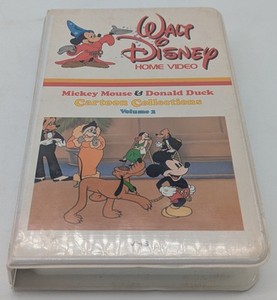 WALT
DISNEY
HOME VIDEO
Mickey Mouse & Donald Duck
Cartoon Collections
Volume 2